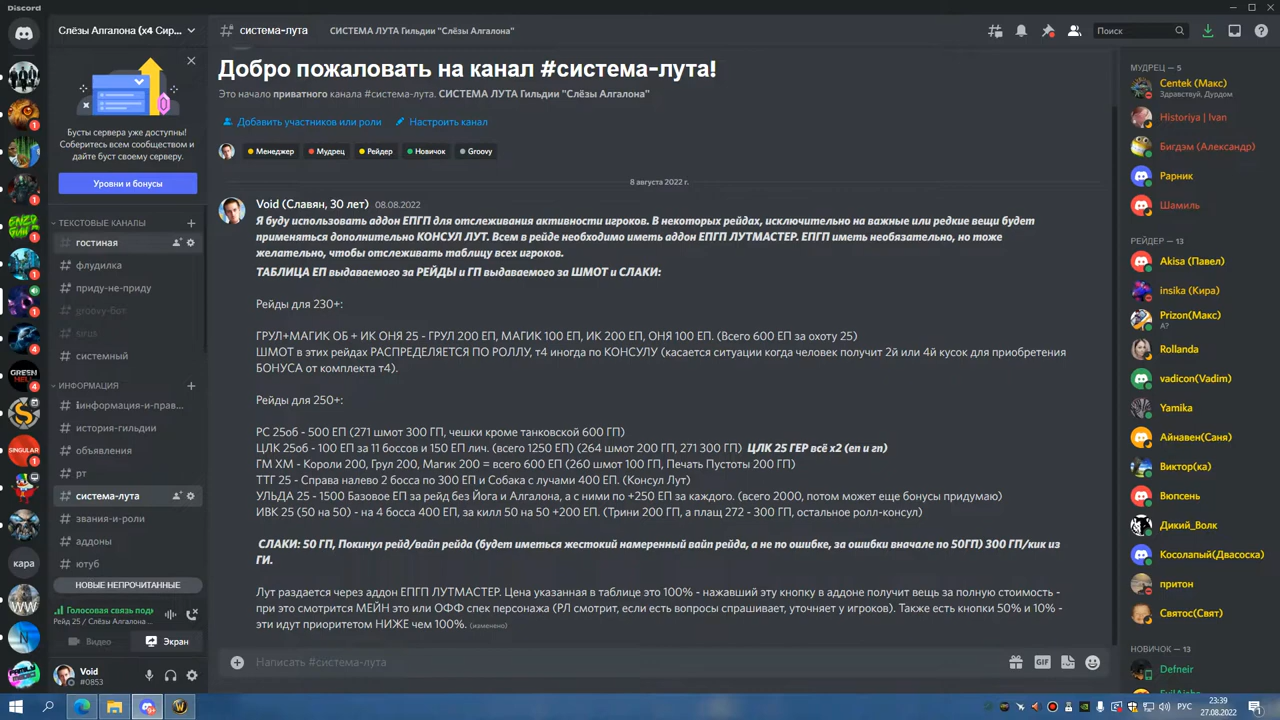 Discord
Слёзы Алгалона (x4 Сир...
система-лута
СИСТЕМА ЛУТА Гильдии "Слёзы Алгалона"
Поиск
Бусты сервера уже доступны!
Соберитесь всем сообществом и
дайте буст своему серверу.
Уровни и бонусы
ТЕКСТОВЫЕ КАНАЛЫ
гостиная
флудилка
приду-не-приду
groovy-бот
sirus
системный
ИНФОРМАЦИЯ
информация-и-прав...
история-гильдии
объявления
рт
система-лута
звания-и-роли
аддоны
ютуб
НОВЫЕ НЕПРОЧИТАННЫЕ
Голосовая связь подк
Рейд 25 / Слёзы Алгалона ...
Видео
Экран
Void
#0853
ENZO
GREEN HELL
SINGULAR
кара
WW
Добро пожаловать на канал #система-лута!
Это начало приватного канала #система-лута. СИСТЕМА ЛУТА Гильдии "Слёзы Алгалона"
Добавить участников или роли
Настроить канал
Менеджер
Мудрец
Рейдер
Новичок
Groovy
8 августа 2022 г.
Void (Славян, 30 лет) 08.08.2022
Я буду использовать аддон ЕПГП для отслеживания активности игроков. В некоторых рейдах, исключительно на важные или редкие вещи будет
применяться дополнительно КОНСУЛ ЛУТ. Всем в рейде необходимо иметь аддон ЕПГП ЛУТМАСТЕР. ЕПГП иметь необязательно, но тоже
желательно, чтобы отслеживать таблицу всех игроков.
ТАБЛИЦА ЕП выдаваемого за РЕЙДЫ и ГП выдаваемого за ШМОТ и СЛАКИ:
Рейды для 230+:
ГРУЛ+МАГИК ОБ + ИК ОНЯ 25 - ГРУЛ 200 ЕП, МАГИК 100 ЕП, ИК 200 ЕП, ОНЯ 100 ЕП. (Всего 600 ЕП за охоту 25)
ШМОТ в этих рейдах РАСПРЕДЕЛЯЕТСЯ ПО РОЛЛУ, т4 иногда по КОНСУЛУ (касается ситуации когда человек получит 2й или 4й кусок для приобретения
БОНУСА от комплекта т4).
Рейды для 250+:
РС 25об - 500 ЕП (271 шмот 300 ГП, чешки кроме танковской 600 ГП)
ЦЛК 25об - 100 ЕП за 11 боссов и 150 ЕП лич. (всего 1250 ЕП) (264 шмот 200 ГП, 271 300 ГП) ЦЛК 25 ГЕР всё х2 (еп и гп)
ГМ ХМ - Короли 200, Грул 200, Магик 200 = всего 600 ЕП (260 шмот 100 ГП, Печать Пустоты 200 ГП)
ТТГ 25 - Справа налево 2 босса по 300 ЕП и Собака с лучами 400 ЕП. (Консул Лут)
УЛЬДА 25 - 1500 Базовое ЕП за рейд без Йога и Алгалона, а с ними по +250 ЕП за каждого. (всего 2000, потом может еще бонусы придумаю)
ИВК 25 (50 на 50) - на 4 босса 400 ЕП, за килл 50 на 50 +200 ЕП. (Трини 200 ГП, а плащ 272 - 300 ГП, остальное ролл-консул)
СЛАКИ: 50 ГП, Покинул рейд/вайп рейда (будет иметься жестокий намеренный вайп рейда, а не по ошибке, за ошибки вначале по 50ГП) 300 ГП/кик из
ГИ.
Лут раздается через аддон ЕПГП ЛУТМАСТЕР. Цена указанная в таблице это 100% - нажавший эту кнопку в аддоне получит вещь за полную стоимость -
при это смотрится МЕЙН это или ОФФ спек персонажа (РЛ смотрит, если есть вопросы спрашивает, уточняет у игроков). Также есть кнопки 50% и 10% -
эти идут приоритетом НИЖЕ чем 100%. (изменено)
Написать #система-лута
GIF
МУДРЕЦ — 5
Centek (Макс)
Здравствуй, Дурдом
Historiya | Ivan
Бигдэм (Александр)
Рарник
Шамиль
РЕЙДЕР — 13
Akisa (Павел)
insika (Кира)
Prizon(Макс)
А?
Rollanda
vadicon(Vadim)
Yamika
Айнавен(Саня)
Виктор(ка)
Вюпсень
Дикий_Волк
Косолапый(Двасоска)
притон
Святос(Свят)
НОВИЧОК — 13
Defneir
РУС
23:39
27.08.2022